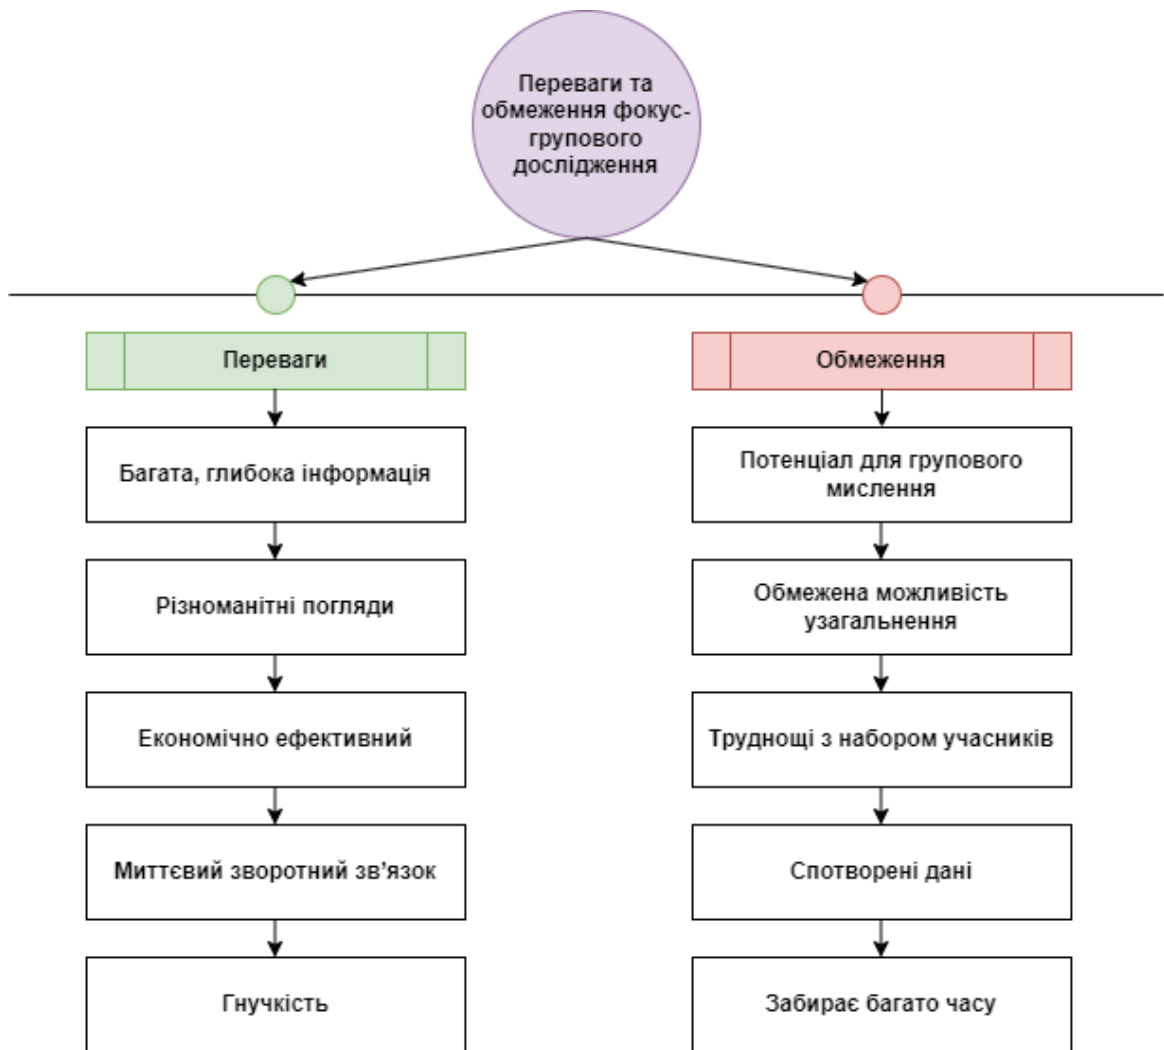 Переваги та
обмеження фокус-
групового
дослідження
Переваги
Багата, глибока інформація
Різноманітні погляди
Економічно ефективний
Миттєвий зворотний зв’язок
Гнучкість
Обмеження
Потенціал для групового
мислення
Обмежена можливість
узагальнення
Труднощі з набором учасників
Спотворені дані
Забирає багато часу